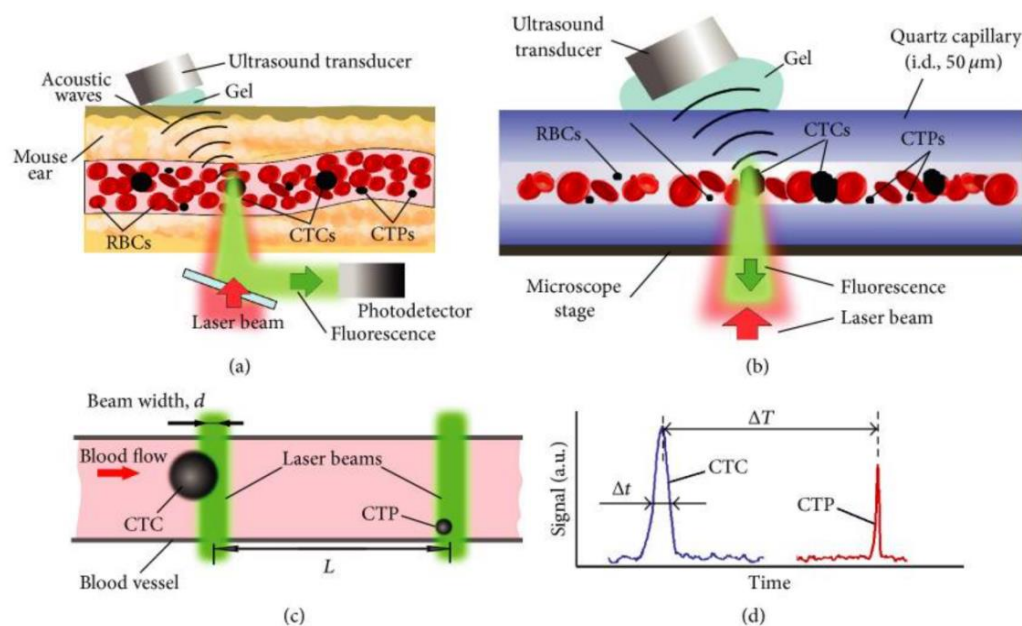 Ultrasound transducer
Acoustic
waves
Gel
Mouse
ear
RBCs
CTCs
CTPs
Photodetector
Laser beam
Fluorescence
(a)
Ultrasound
transducer
Gel
Quartz capillary
(i.d., 50 μm)
RBCs
CTCs
CTPs
Microscope
stage
Fluorescence
Laser beam
(b)
Beam width, d
Blood flow
Laser beams
CTC
CTP
L
Blood vessel
(c)
Signal (a.u.)
ΔT
CTC
Δt
CTP
Time
(d)